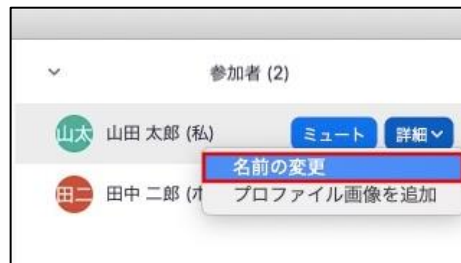 参加者 (2)
山太 山田 太郎 (私) ミュート 詳細
名前の変更
田二 田中 二郎 (ホ プロファイル画像を追加